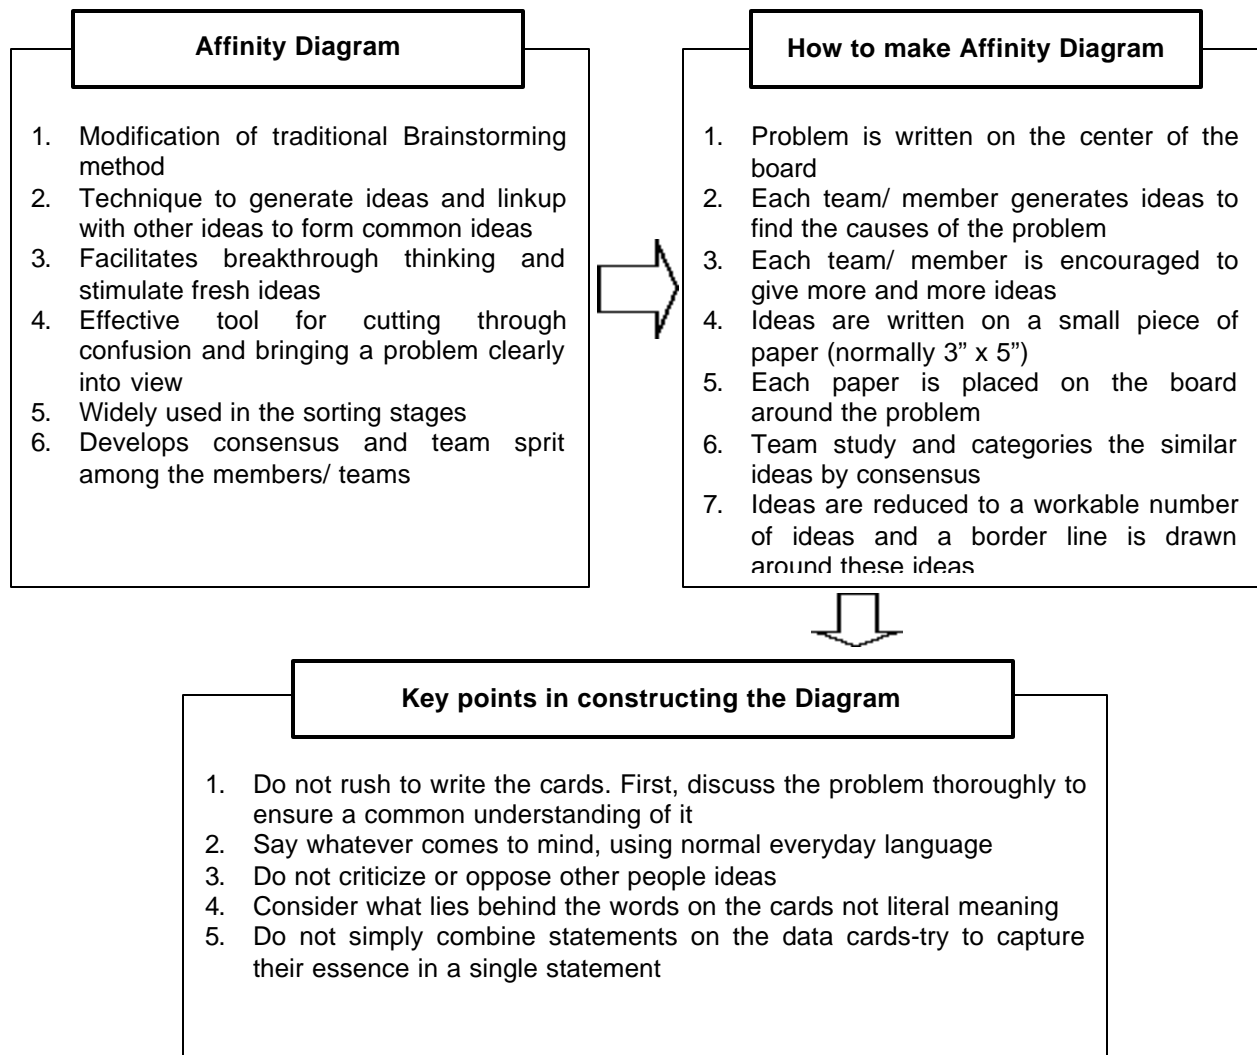 Affinity Diagram
1. Modification of traditional Brainstorming
method
2. Technique to generate ideas and linkup
with other ideas to form common ideas
3. Facilitates breakthrough thinking and
stimulate fresh ideas
4. Effective tool for cutting through
confusion and bringing a problem clearly
into view
5. Widely used in the sorting stages
6. Develops consensus and team sprit
among the members/ teams
How to make Affinity Diagram
1. Problem is written on the center of the
board
2. Each team/ member generates ideas to
find the causes of the problem
3. Each team/ member is encouraged to
give more and more ideas
4. Ideas are written on a small piece of
paper (normally 3” x 5”)
5. Each paper is placed on the board
around the problem
6. Team study and categories the similar
ideas by consensus
7. Ideas are reduced to a workable number
of ideas and a border line is drawn
around these ideas
Key points in constructing the Diagram
1. Do not rush to write the cards. First, discuss the problem thoroughly to
ensure a common understanding of it
2. Say whatever comes to mind, using normal everyday language
3. Do not criticize or oppose other people ideas
4. Consider what lies behind the words on the cards not literal meaning
5. Do not simply combine statements on the data cards-try to capture
their essence in a single statement